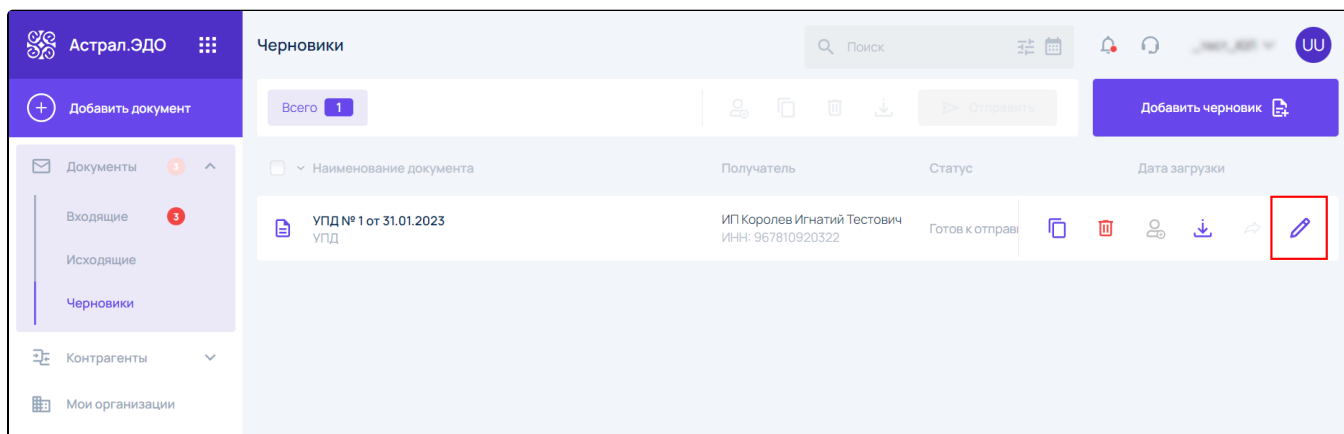 Астрал.ЭДО
Черновики
Поиск
UU
Добавить документ
Всего 1
Отправить
Добавить черновик
Документы 3
Наименование документа
Получатель
Статус
Дата загрузки
Входящие 3
УПД № 1 от 31.01.2023
УПД
ИП Королев Игнатий Тестович
ИНН: 967810920322
Готов к отправ
Исходящие
Черновики
Контрагенты
Мои организации